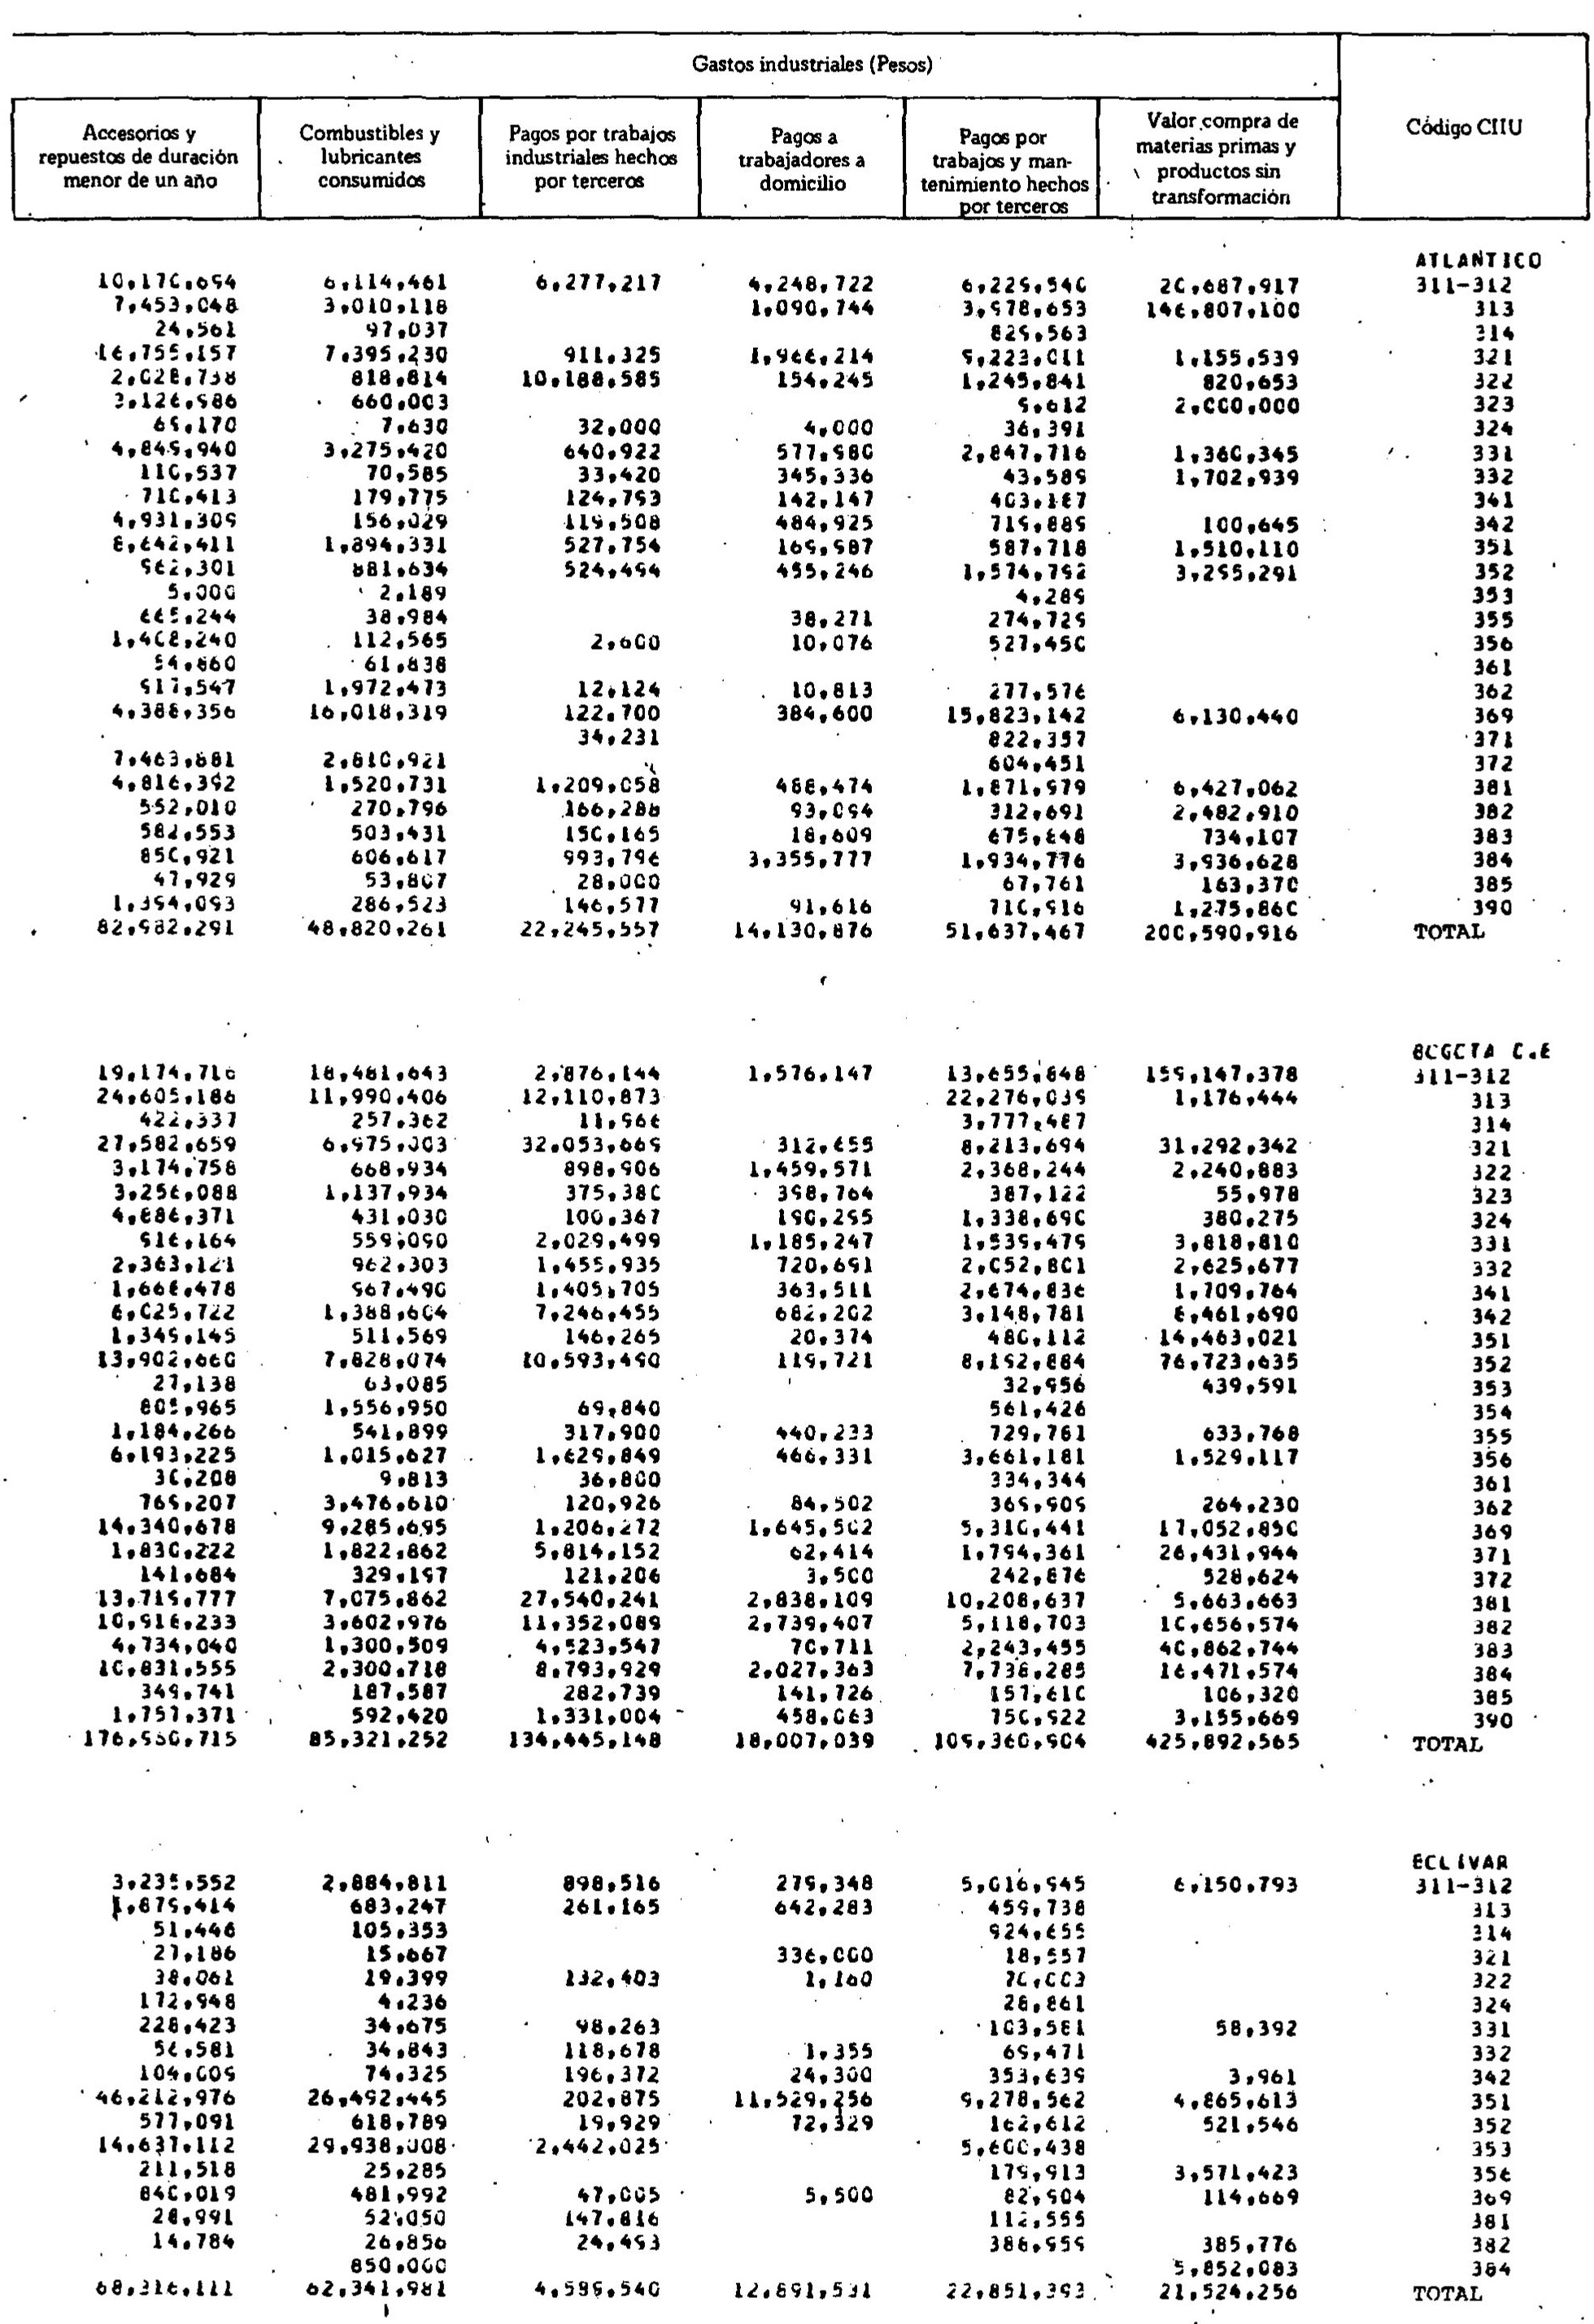 Gastos industriales (Pesos)
Accesorios y repuestos de duración menor de un año
Combustibles y lubricantes consumidos
Pagos por trabajos industriales hechos por terceros
Pagos a trabajadores a domicilio
Pagos por trabajos y man- tenimiento hechos por terceros
Valor compra de materias primas y productos sin transformación
Código CIIU
ATLANTICO
10,170,694 6,114,461 6,277,217 4,248,722 6,229,540 20,687,917 311-312
7,453,048 3,010,118 1,090,744 3,978,653 146,807,100 313
24,561 97,037 829,563 314
16,755,157 7,395,230 911,325 1,966,214 9,223,011 1,155,539 321
2,028,738 818,814 10,188,585 154,245 1,245,841 820,653 322
3,126,986 660,003 9,612 2,000,000 323
69,170 7,630 32,000 4,000 36,391 324
4,849,940 3,275,420 640,922 577,980 2,847,716 1,360,345 331
110,537 70,585 33,420 345,336 43,589 1,702,939 332
710,413 179,775 124,793 142,147 403,187 341
4,931,309 156,029 119,508 484,925 719,889 100,645 342
8,642,411 1,894,331 527,754 169,987 587,718 1,510,110 351
962,301 881,634 524,494 455,246 1,574,792 3,295,291 352
5,000 2,189 4,289 353
665,244 38,984 38,271 274,729 355
1,408,240 112,565 2,600 10,076 527,450 356
54,860 61,838 361
917,547 1,972,473 12,124 10,813 277,576 362
4,388,356 16,018,319 122,700 384,600 15,823,142 6,130,440 369
34,231 822,357 371
7,463,881 2,810,921 604,451 372
4,816,392 1,520,731 1,209,058 488,474 1,871,979 6,427,062 381
552,010 270,796 166,288 93,094 312,691 2,482,910 382
582,553 503,431 150,165 18,609 675,848 734,107 383
850,921 606,617 993,796 3,355,777 1,934,776 3,936,628 384
47,929 53,807 28,000 67,761 163,370 385
1,394,093 286,523 146,577 91,616 710,916 1,275,860 390
82,982,291 48,820,261 22,245,557 14,130,876 51,637,467 200,590,916 TOTAL
BOGOTA C.E
19,174,716 18,481,643 2,876,144 1,576,147 13,655,848 159,147,378 311-312
24,605,186 11,990,406 12,110,873 22,276,039 1,176,444 313
422,337 257,362 11,966 3,777,487 314
27,582,659 6,975,003 32,053,669 312,655 8,213,694 31,292,342 321
3,174,758 668,934 898,906 1,459,571 2,368,244 2,240,883 322
3,256,088 1,137,934 375,380 398,764 387,122 55,978 323
4,886,371 431,030 100,367 190,295 1,338,690 380,275 324
916,164 559,090 2,029,499 1,185,247 1,539,479 3,818,810 331
2,363,121 962,303 1,455,935 720,691 2,052,801 2,625,677 332
1,668,478 967,490 1,405,705 363,511 2,674,836 1,709,764 341
6,025,722 1,388,604 7,246,455 682,202 3,148,781 6,461,690 342
1,349,145 511,569 146,265 20,374 480,112 14,463,021 351
13,902,660 7,828,074 10,593,490 119,721 8,192,884 76,723,635 352
27,138 63,085 32,956 439,591 353
805,965 1,556,950 69,840 561,426 354
1,184,266 541,899 317,900 440,233 729,761 633,768 355
6,193,225 1,015,627 1,629,849 466,331 3,661,181 1,529,117 356
30,208 9,813 36,800 334,344 361
769,207 3,476,610 120,926 84,502 369,909 264,230 362
14,340,678 9,285,695 1,206,272 1,645,502 5,310,441 17,052,850 369
1,830,222 1,822,862 5,814,152 62,414 1,794,361 26,431,944 371
141,684 329,197 121,206 3,500 242,876 528,624 372
13,719,777 7,075,862 27,540,241 2,838,109 10,208,637 5,663,663 381
10,916,233 3,602,976 11,352,089 2,739,407 5,118,703 10,656,574 382
4,734,040 1,300,509 4,523,547 70,711 2,243,455 40,862,744 383
10,831,555 2,300,718 8,793,929 2,027,363 7,738,285 16,471,574 384
349,741 187,587 282,739 141,726 157,610 106,320 385
1,757,371 592,420 1,331,004 458,063 750,922 3,155,669 390
176,960,715 85,321,252 134,445,148 18,007,039 109,360,904 425,892,565 TOTAL
BOLIVAR
3,235,552 2,884,811 898,516 279,348 5,016,945 6,150,793 311-312
1,879,414 683,247 261,165 642,283 459,738 313
51,446 105,353 924,655 314
27,186 15,667 336,000 18,557 321
38,061 19,399 132,403 1,160 70,003 322
172,948 4,236 28,861 324
228,423 34,675 98,263 103,581 58,392 331
56,581 34,843 118,678 1,355 69,471 332
104,609 74,325 196,372 24,300 353,639 3,961 342
46,212,976 26,492,445 202,875 11,529,256 9,278,562 4,865,613 351
577,091 618,789 19,929 72,329 162,612 521,546 352
14,637,112 29,938,008 2,442,025 5,600,438 353
211,518 25,285 179,913 3,571,423 356
840,019 481,992 47,005 5,500 82,904 114,669 369
28,991 52,050 147,816 112,555 381
14,784 26,856 24,493 386,959 385,776 382
850,000 5,852,083 384
68,316,111 62,341,981 4,589,540 12,891,531 22,851,393 21,524,256 TOTAL